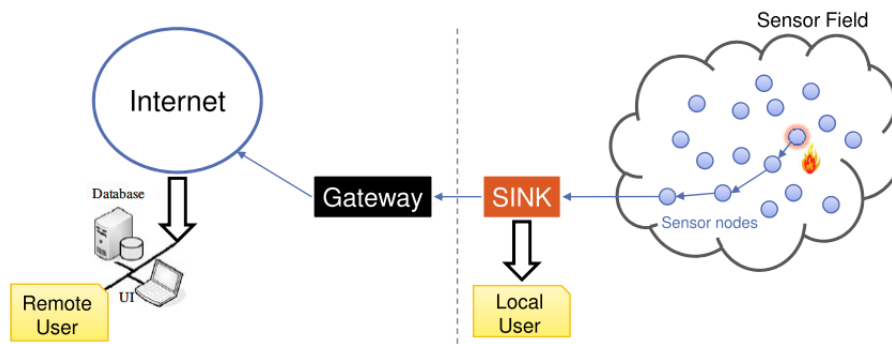 Sensor Field
Internet
Database
Gateway
SINK
Sensor nodes
UI
Remote
User
Local
User